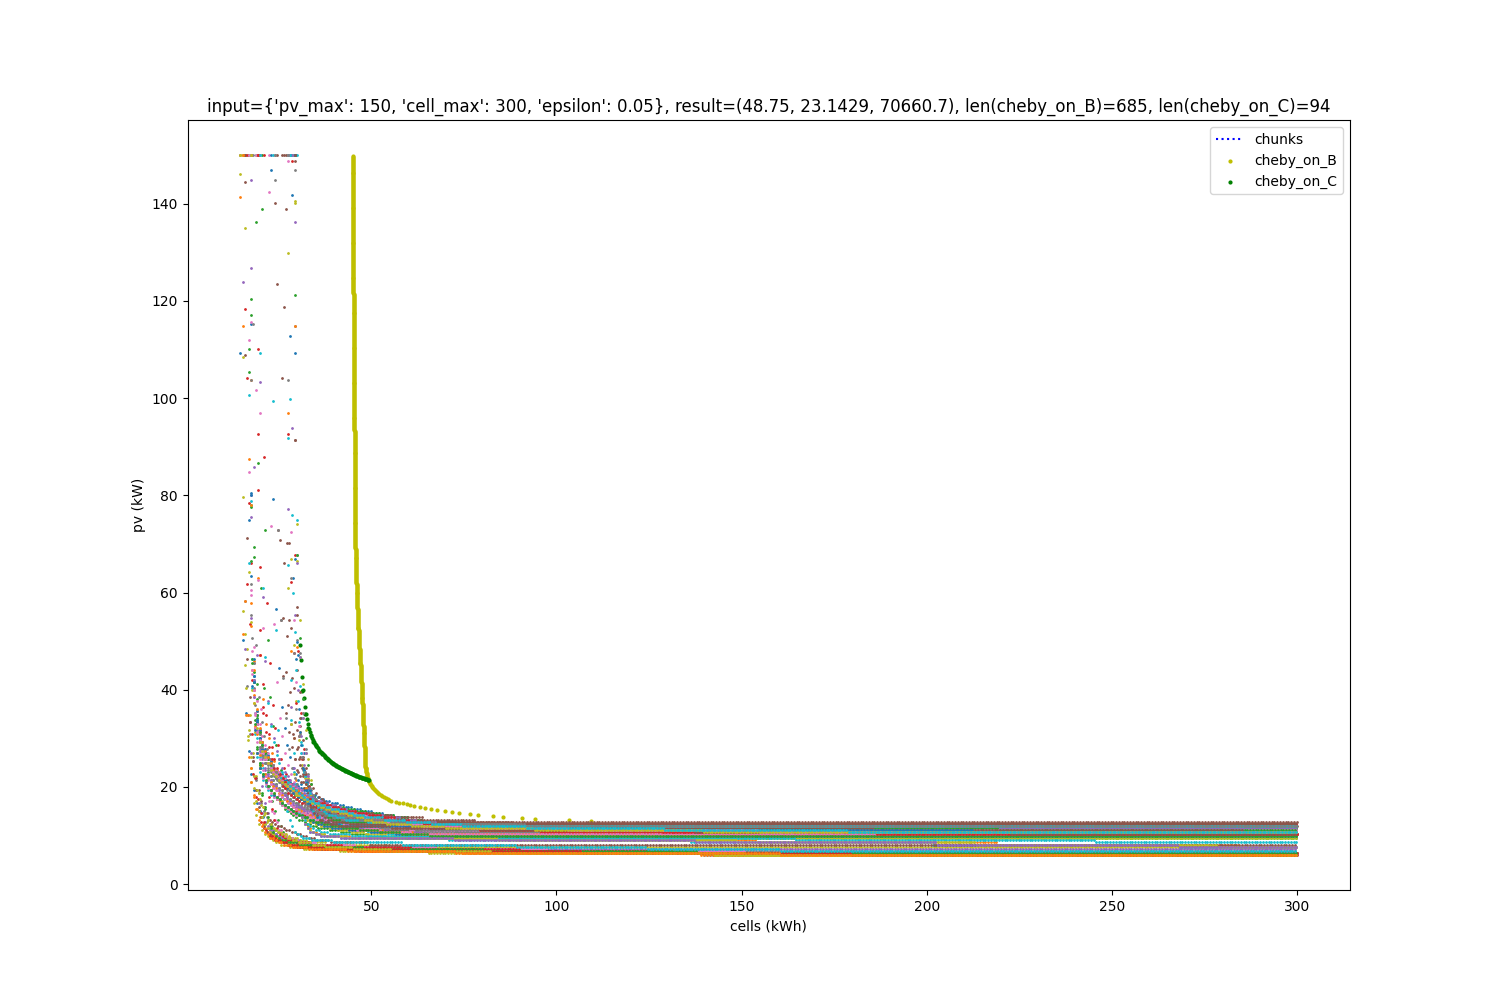 input={'pv_max': 150, 'cell_max': 300, 'epsilon': 0.05}, result=(48.75, 23.1429, 70660.7), len(cheby_on_B)=685, len(cheby_on_C)=94
chunks
cheby_on_B
cheby_on_C
140
120
100
80
60
40
20
0
pv (kW)
50
100
150
200
250
300
cells (kWh)